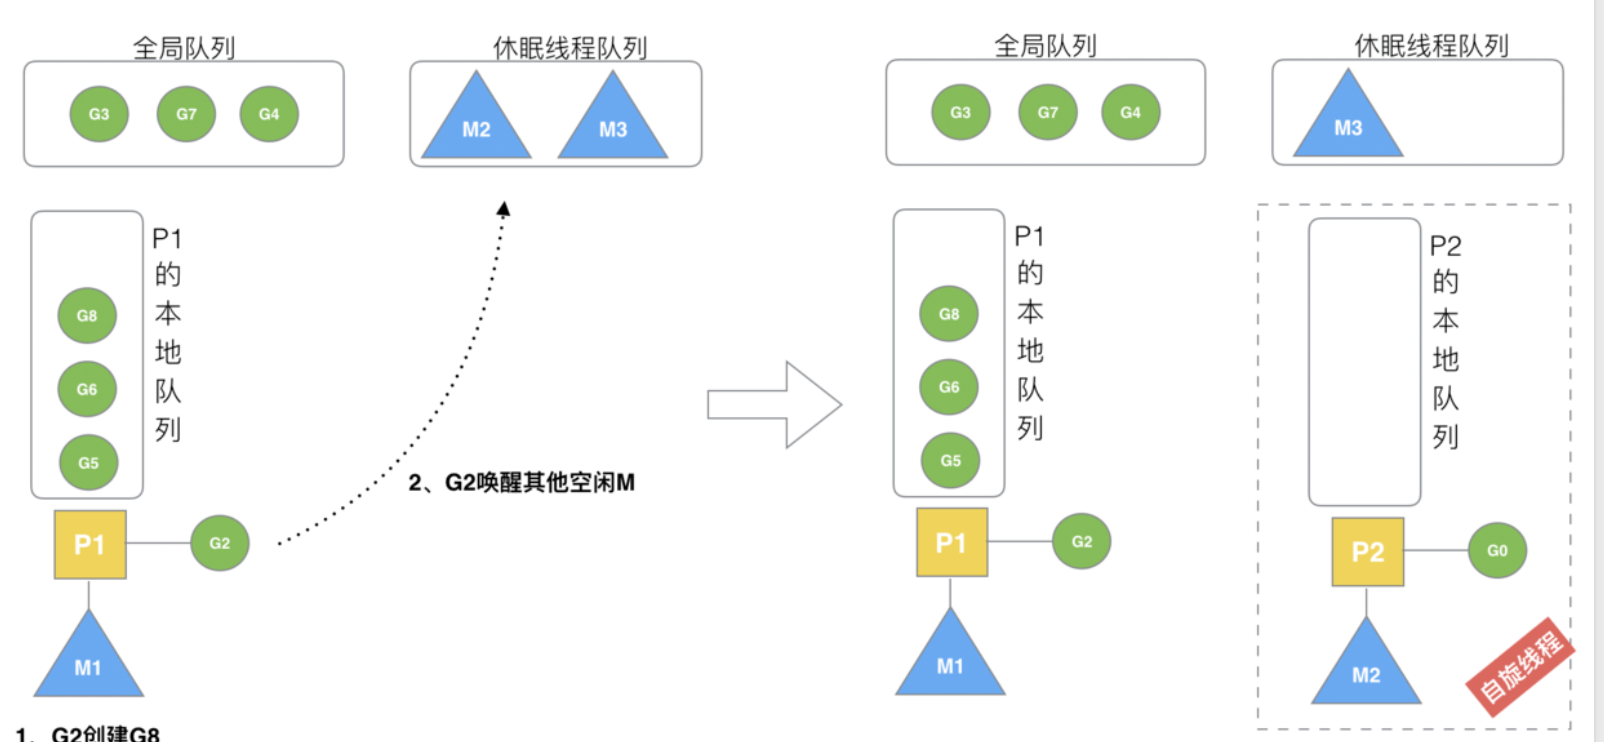 全局队列
G3 G7 G4
休眠线程队列
M2 M3
P1的本地队列
G8
G6
G5
P1
G2
M1
1、G2创建G8
2、G2唤醒其他空闲M
全局队列
G3 G7 G4
休眠线程队列
M3
P1的本地队列
G8
G6
G5
P1
G2
M1
P2的本地队列
P2
G0
M2
自旋线程